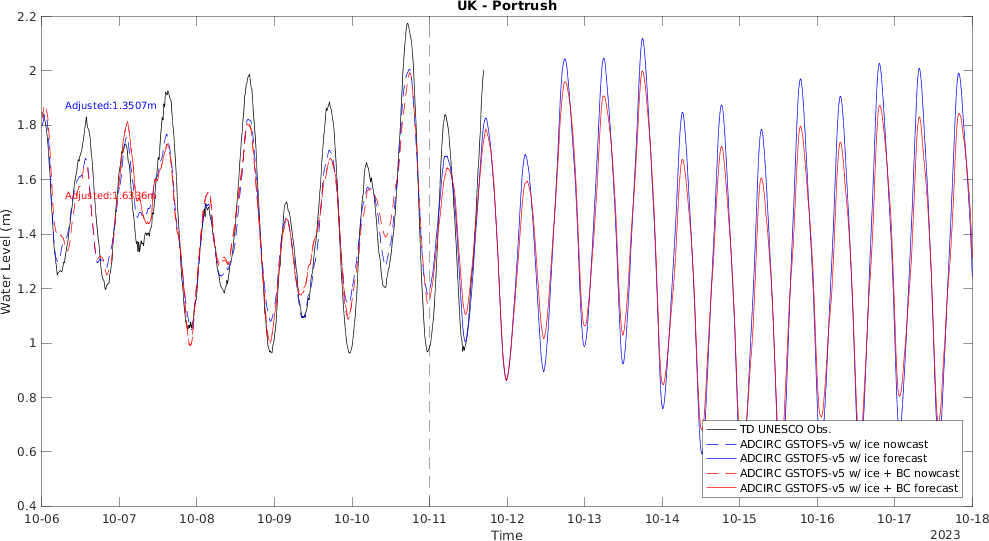 UK - Portrush
2.2
2
1.8
1.6
1.4
1.2
1
0.8
0.6
0.4
Water Level (m)
Adjusted:1.3507m
Adjusted:1.6336m
TD UNESCO Obs.
ADCIRC GSTOFS-v5 w/ ice nowcast
ADCIRC GSTOFS-v5 w/ ice forecast
ADCIRC GSTOFS-v5 w/ ice + BC nowcast
ADCIRC GSTOFS-v5 w/ ice + BC forecast
10-06 10-07 10-08 10-09 10-10 10-11 10-12 10-13 10-14 10-15 10-16 10-17 10-18
Time
2023